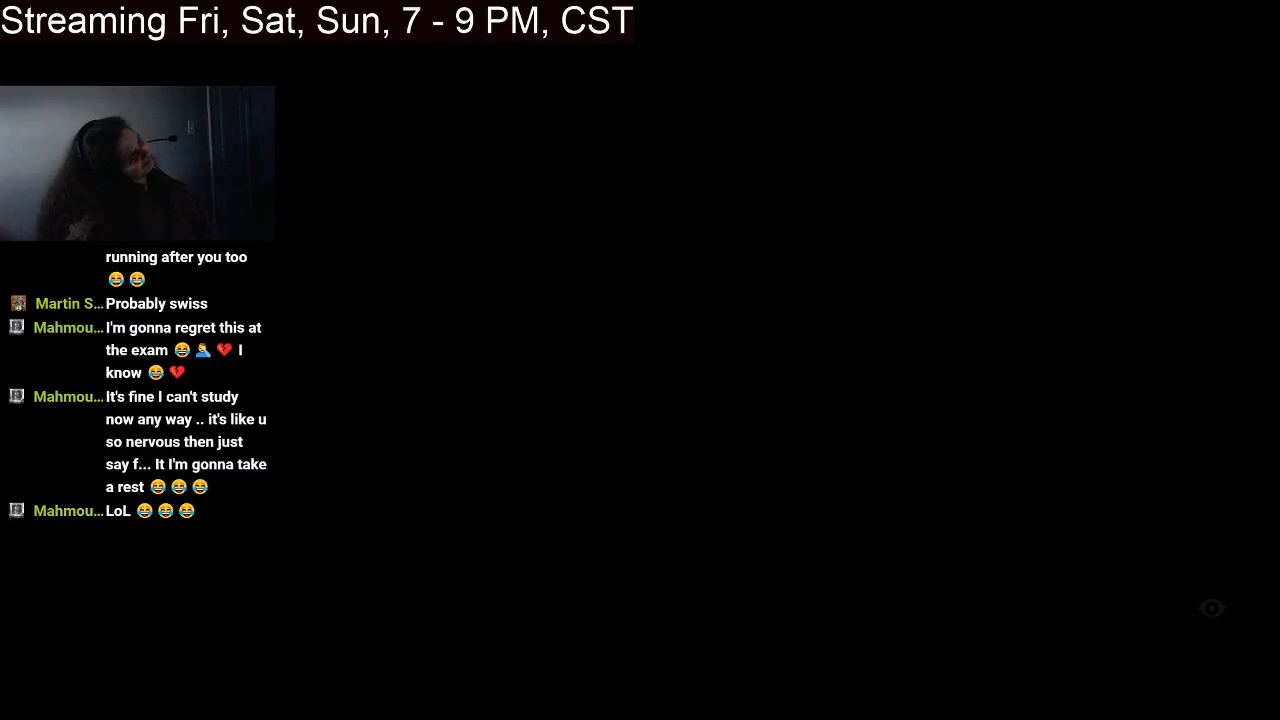 Streaming Fri, Sat, Sun, 7 - 9 PM, CST
running after you too
😂 😂
Martin S... Probably swiss
Mahmou... I'm gonna regret this at
the exam 😂 🤦‍♂️ 💔 I
know 😂 💔
Mahmou... It's fine I can't study
now any way .. it's like u
so nervous then just
say f... It I'm gonna take
a rest 😂 😂 😂
Mahmou... LoL 😂 😂 😂